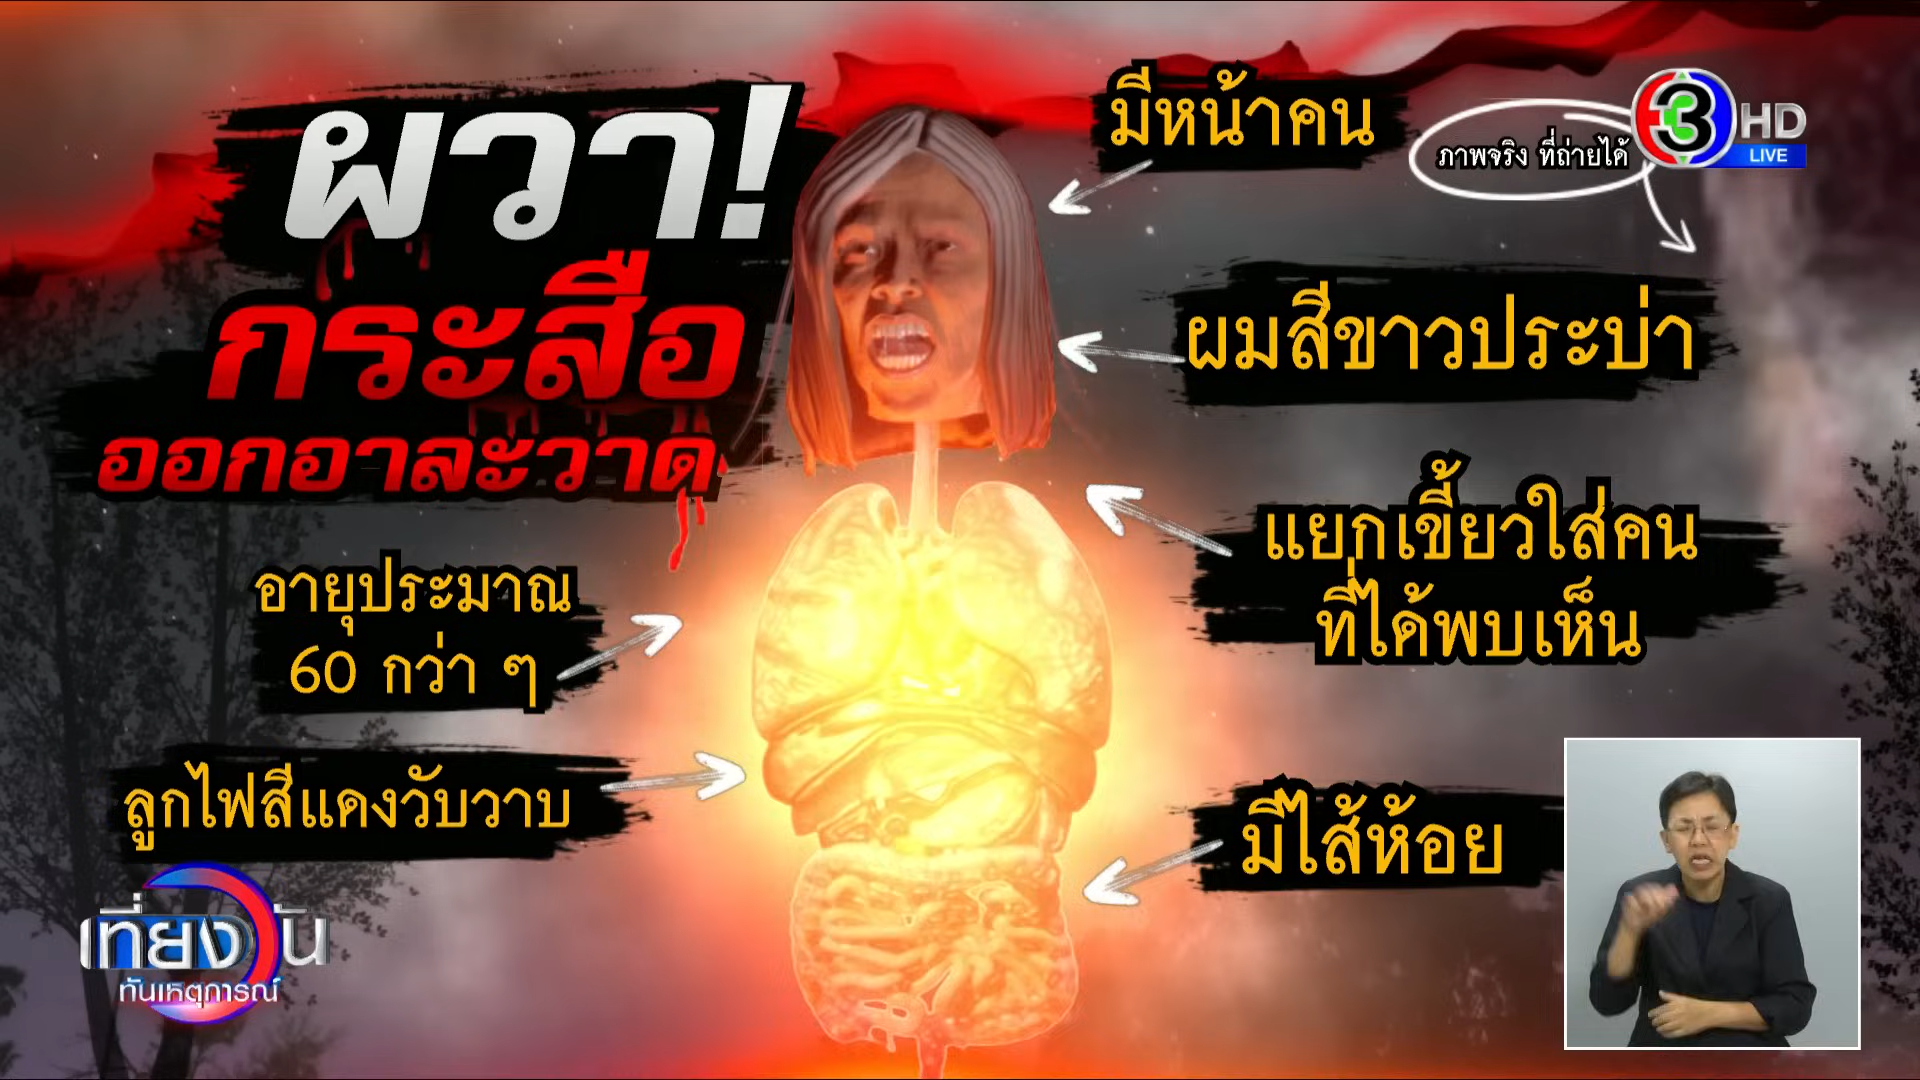 ผวา!
กระสือ
ออกอาละวาด
อายุประมาณ
60 กว่า ๆ
ลูกไฟสีแดงวับวาบ
มีหน้าคน
ภาพจริง ที่ถ่ายได้
3 HD
LIVE
ผมสีขาวประบ่า
แยกเขี้ยวใส่คน
ที่ได้พบเห็น
มีไส้ห้อย
เที่ยงวัน
ทันเหตุการณ์